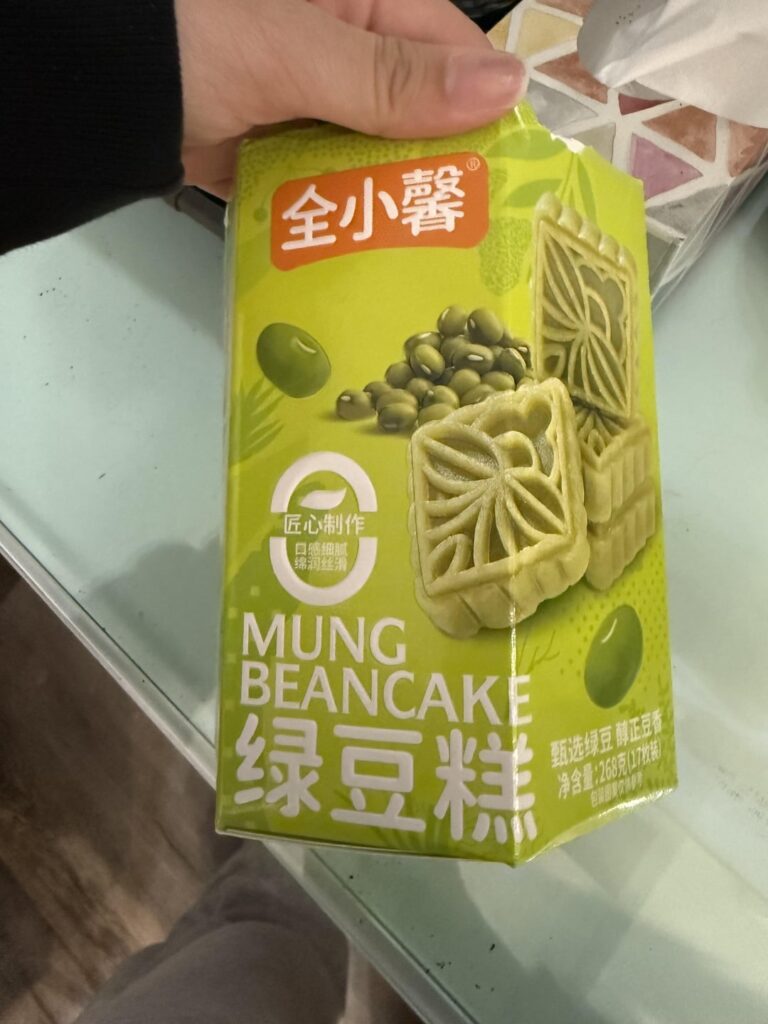 全小馨®
匠心制作
口感细腻
绵润丝滑
MUNG
BEANCAKE
绿豆糕
甄选绿豆 醇正豆香
净含量:268克(17枚装)